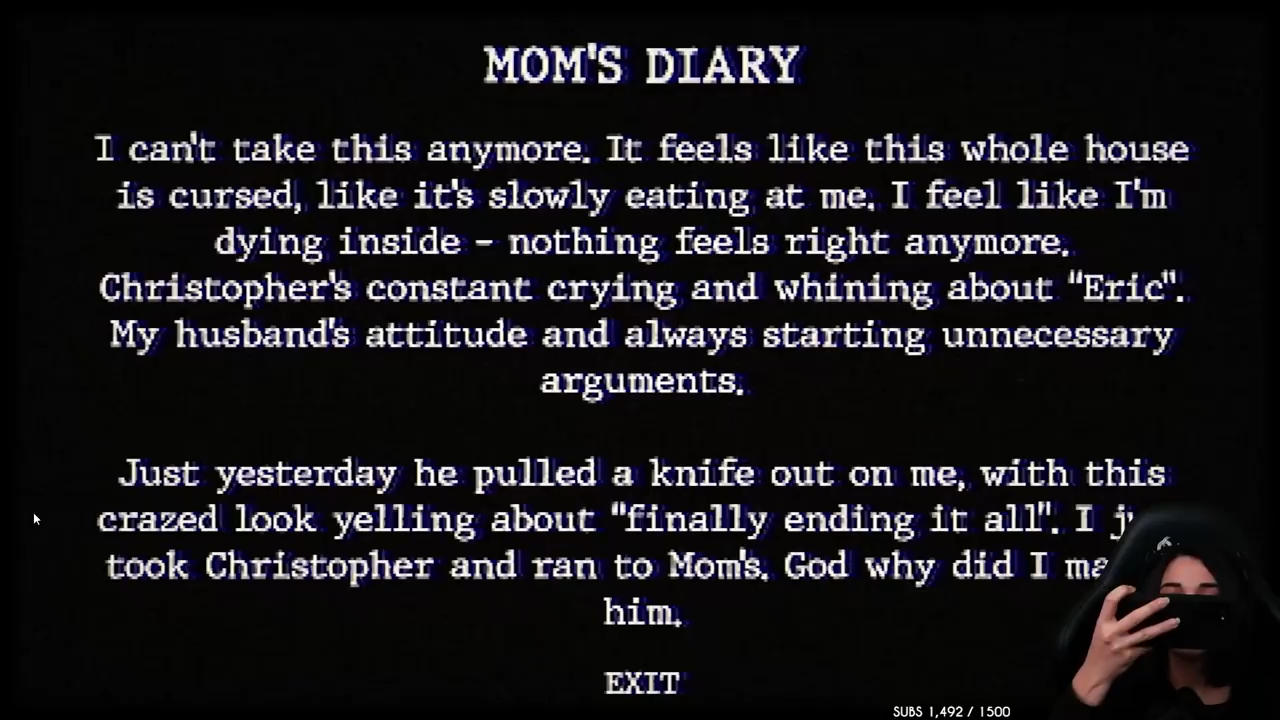 MOM'S DIARY
I can't take this anymore. It feels like this whole house
is cursed, like it's slowly eating at me. I feel like I'm
dying inside - nothing feels right anymore.
Christopher's constant crying and whining about "Eric".
My husband's attitude and always starting unnecessary
arguments.
Just yesterday he pulled a knife out on me, with this
crazed look yelling about "finally ending it all". I
took Christopher and ran to Mom's. God why did I
him.
EXIT
SUBS 1,492 / 1500